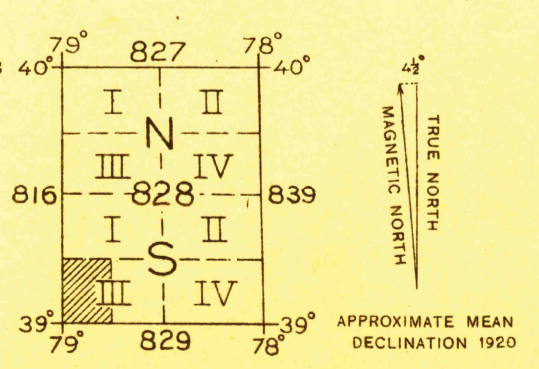 79° 827 78°
40° 40°
I II
N
III IV
816 828 839
I II
S
III IV
39° 39°
79° 829 78°
4½°
TRUE NORTH
MAGNETIC NORTH
APPROXIMATE MEAN
DECLINATION 1920